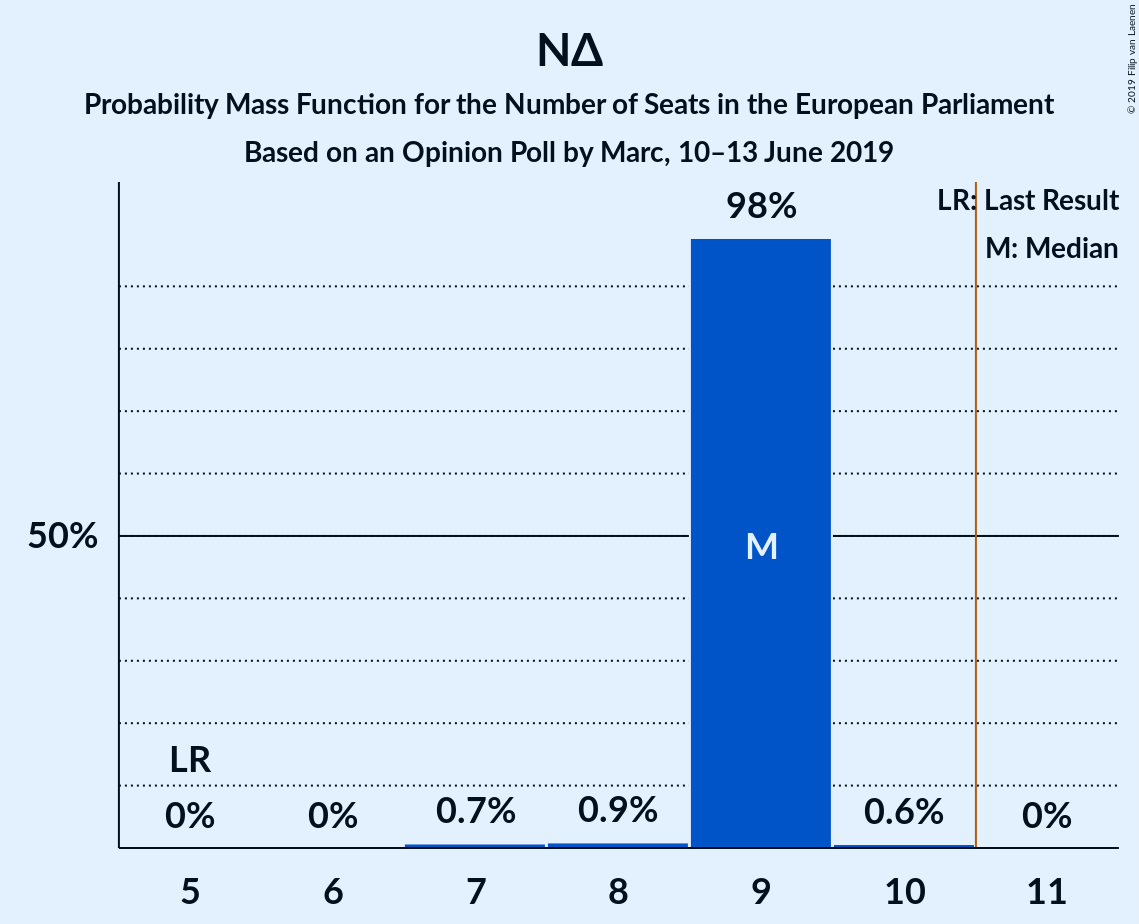 NΔ
Probability Mass Function for the Number of Seats in the European Parliament
Based on an Opinion Poll by Marc, 10–13 June 2019
© 2019 Filip van Laenen
98%
LR: Last Result
M: Median
50%
M
LR
0%
0%
0.7%
0.9%
0.6%
0%
5
6
7
8
9
10
11